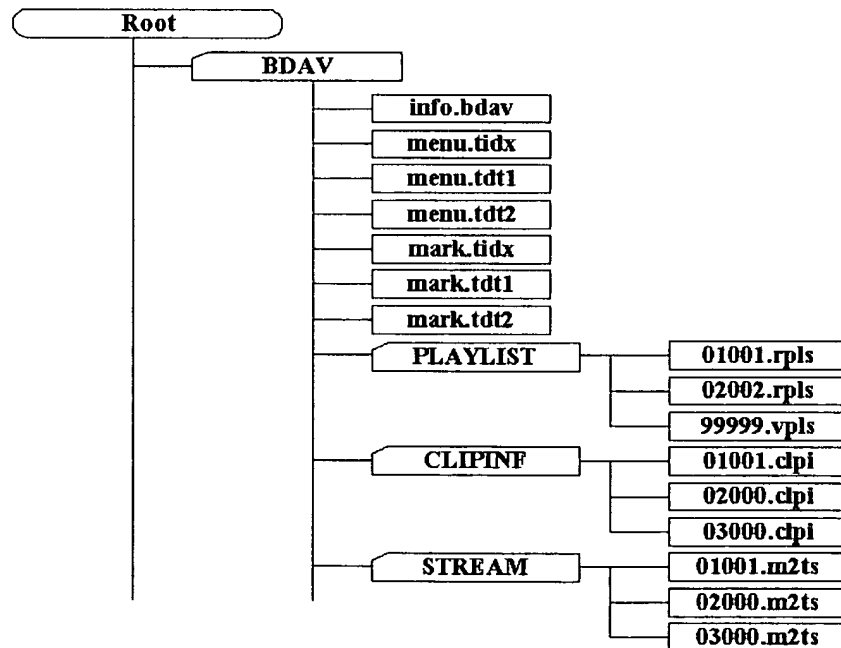 Root
BDAV
info.bdav
menu.tidx
menu.tdt1
menu.tdt2
mark.tidx
mark.tdt1
mark.tdt2
PLAYLIST
01001.rpls
02002.rpls
99999.vpls
CLIPINF
01001.clpi
02000.clpi
03000.clpi
STREAM
01001.m2ts
02000.m2ts
03000.m2ts